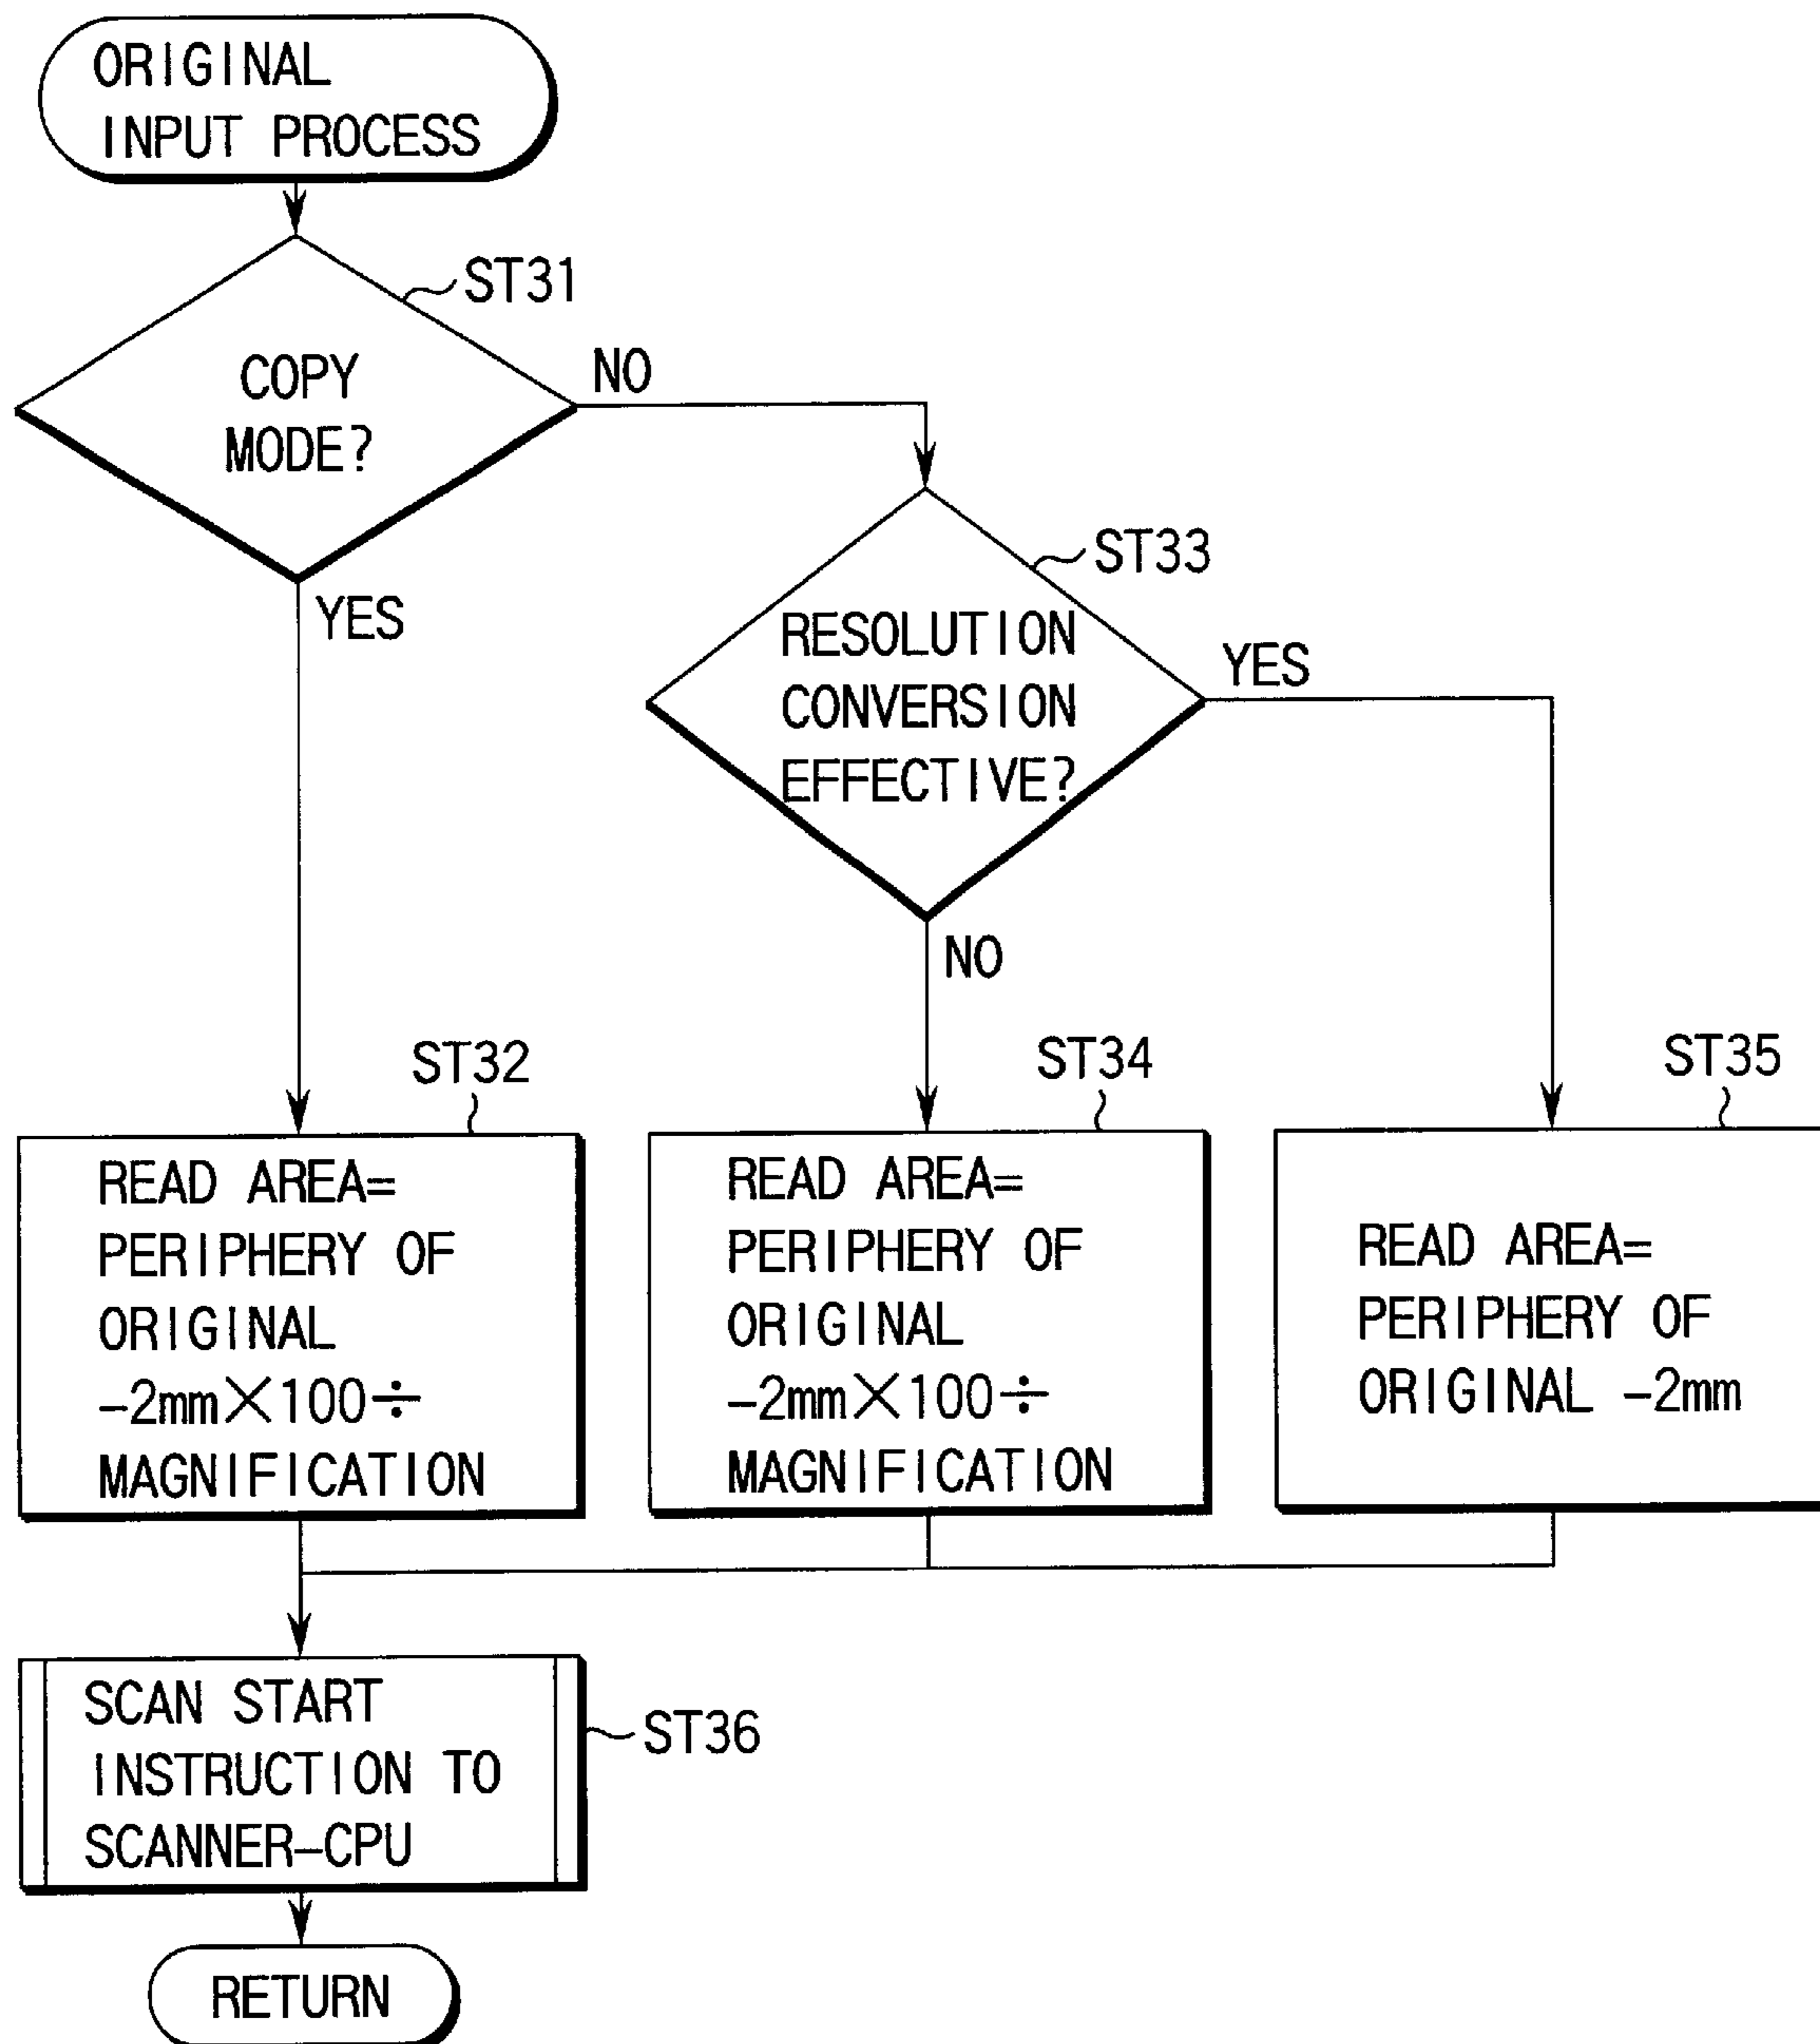 ORIGINAL
INPUT PROCESS
ST31
COPY
MODE?
NO
YES
ST33
RESOLUTION
CONVERSION
EFFECTIVE?
YES
NO
ST32
READ AREA=
PERIPHERY OF
ORIGINAL
-2mm×100÷
MAGNIFICATION
ST34
READ AREA=
PERIPHERY OF
ORIGINAL
-2mm×100÷
MAGNIFICATION
ST35
READ AREA=
PERIPHERY OF
ORIGINAL -2mm
SCAN START
INSTRUCTION TO
SCANNER-CPU
ST36
RETURN